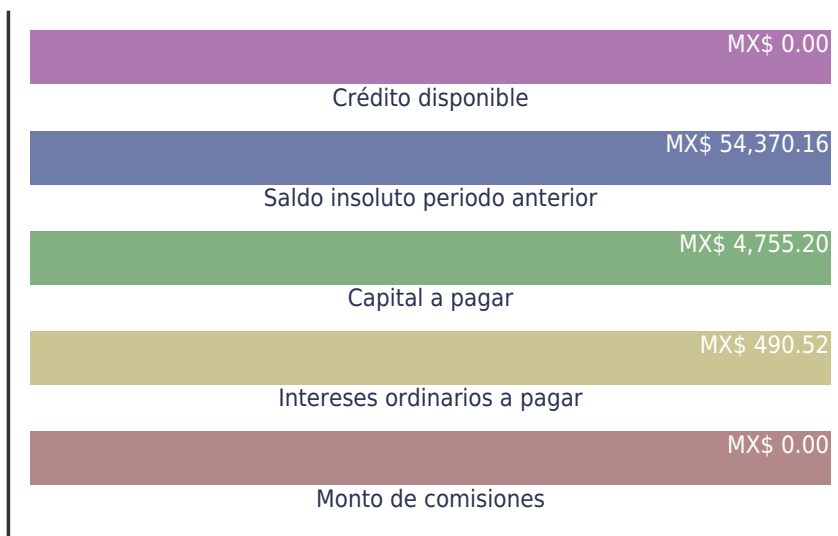 MX$ 0.00
Crédito disponible
MX$ 54,370.16
Saldo insoluto periodo anterior
MX$ 4,755.20
Capital a pagar
MX$ 490.52
Intereses ordinarios a pagar
MX$ 0.00
Monto de comisiones